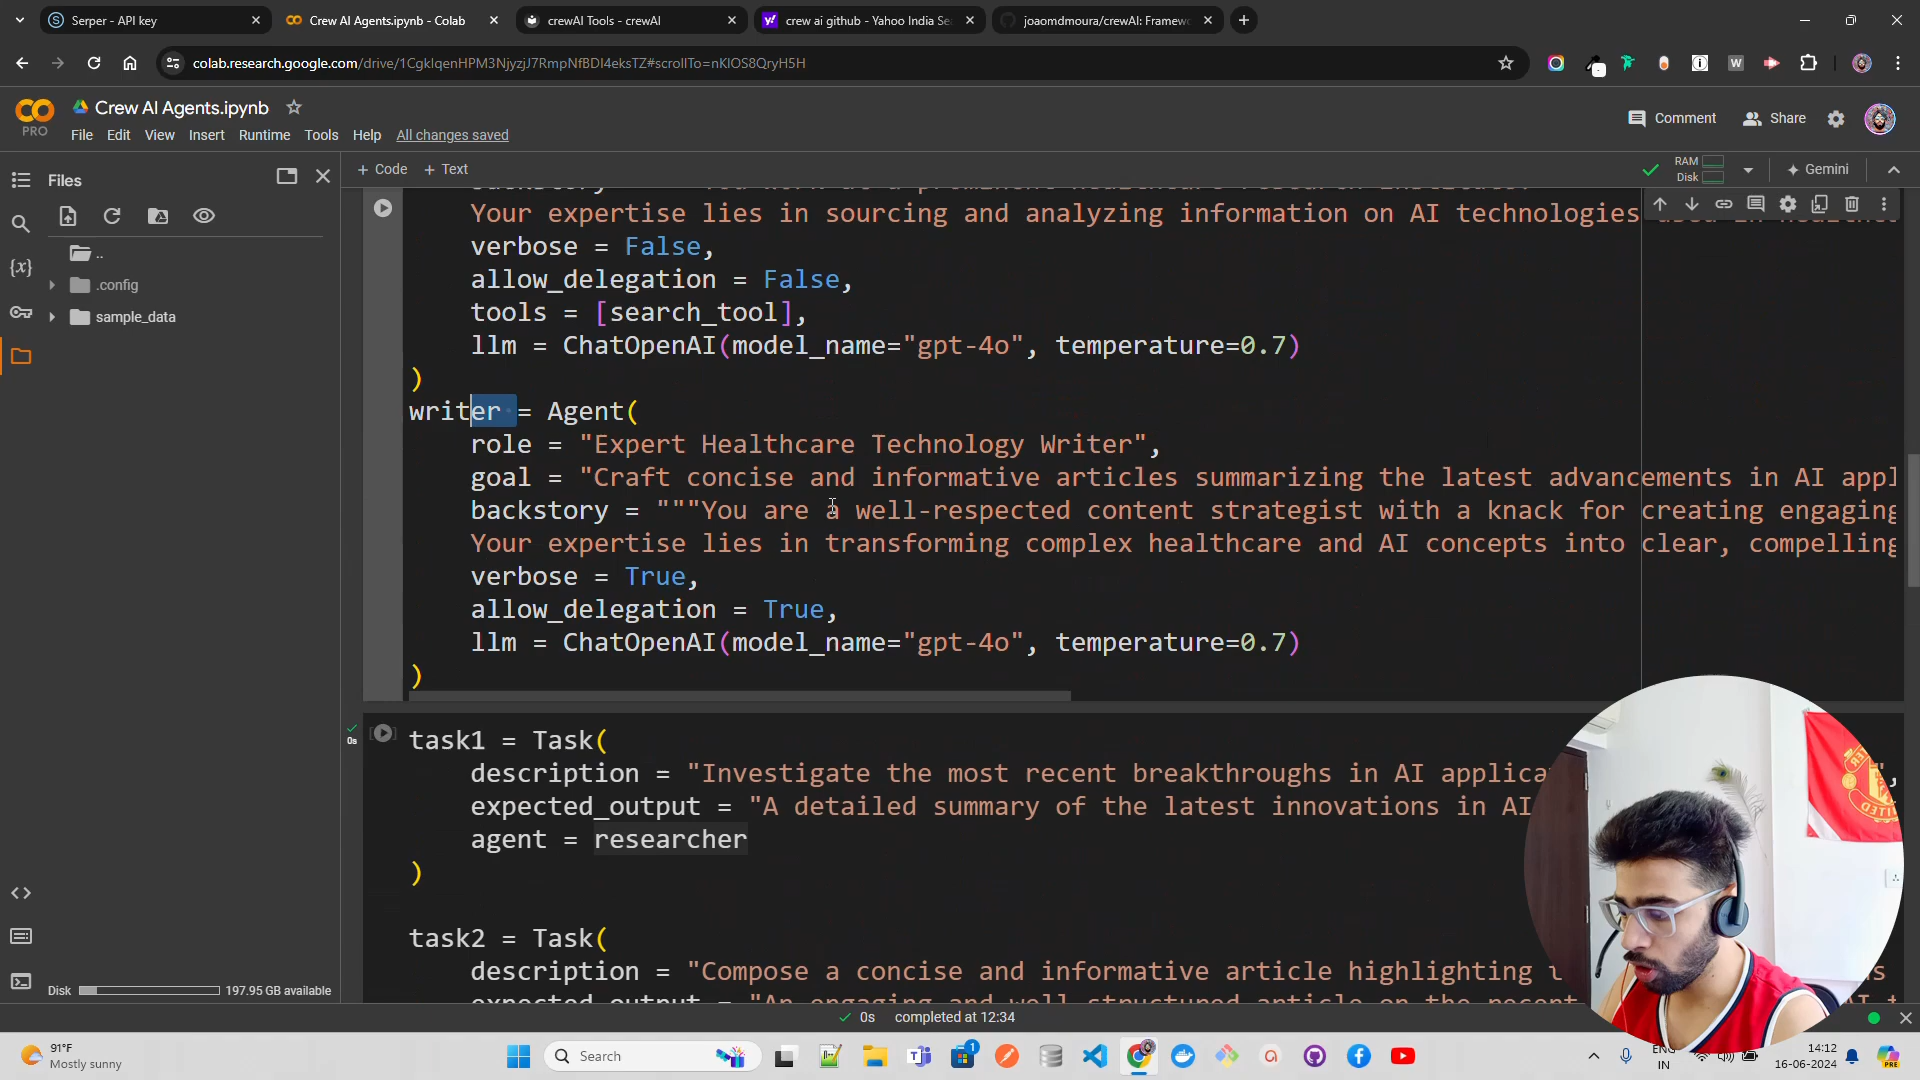 Serper - API key
Crew AI Agents.ipynb - Colab
crewAI Tools - crewAI
crew ai github - Yahoo India Se
joaomdmoura/crewAI: Framew
colab.research.google.com/drive/1CgklqenHPM3NjyzjJ7RmpNfBDI4eksTZ#scrollTo=nKlOS8QryH5H
Crew AI Agents.ipynb
PRO
File Edit View Insert Runtime Tools Help All changes saved
Comment
Share
Files
+ Code + Text
RAM
Disk
Gemini
..
.config
sample_data
Your expertise lies in sourcing and analyzing information on AI technologies
verbose = False,
allow_delegation = False,
tools = [search_tool],
llm = ChatOpenAI(model_name="gpt-4o", temperature=0.7)
)
writer = Agent(
role = "Expert Healthcare Technology Writer",
goal = "Craft concise and informative articles summarizing the latest advancements in AI appl
backstory = """You are a well-respected content strategist with a knack for creating engaging
Your expertise lies in transforming complex healthcare and AI concepts into clear, compelling
verbose = True,
allow_delegation = True,
llm = ChatOpenAI(model_name="gpt-4o", temperature=0.7)
)
0s
task1 = Task(
description = "Investigate the most recent breakthroughs in AI applica
expected_output = "A detailed summary of the latest innovations in AI
agent = researcher
)
task2 = Task(
description = "Compose a concise and informative article highlighting
Disk
197.95 GB available
0s completed at 12:34
91°F
Mostly sunny
Search
1
ENG
IN
14:12
16-06-2024